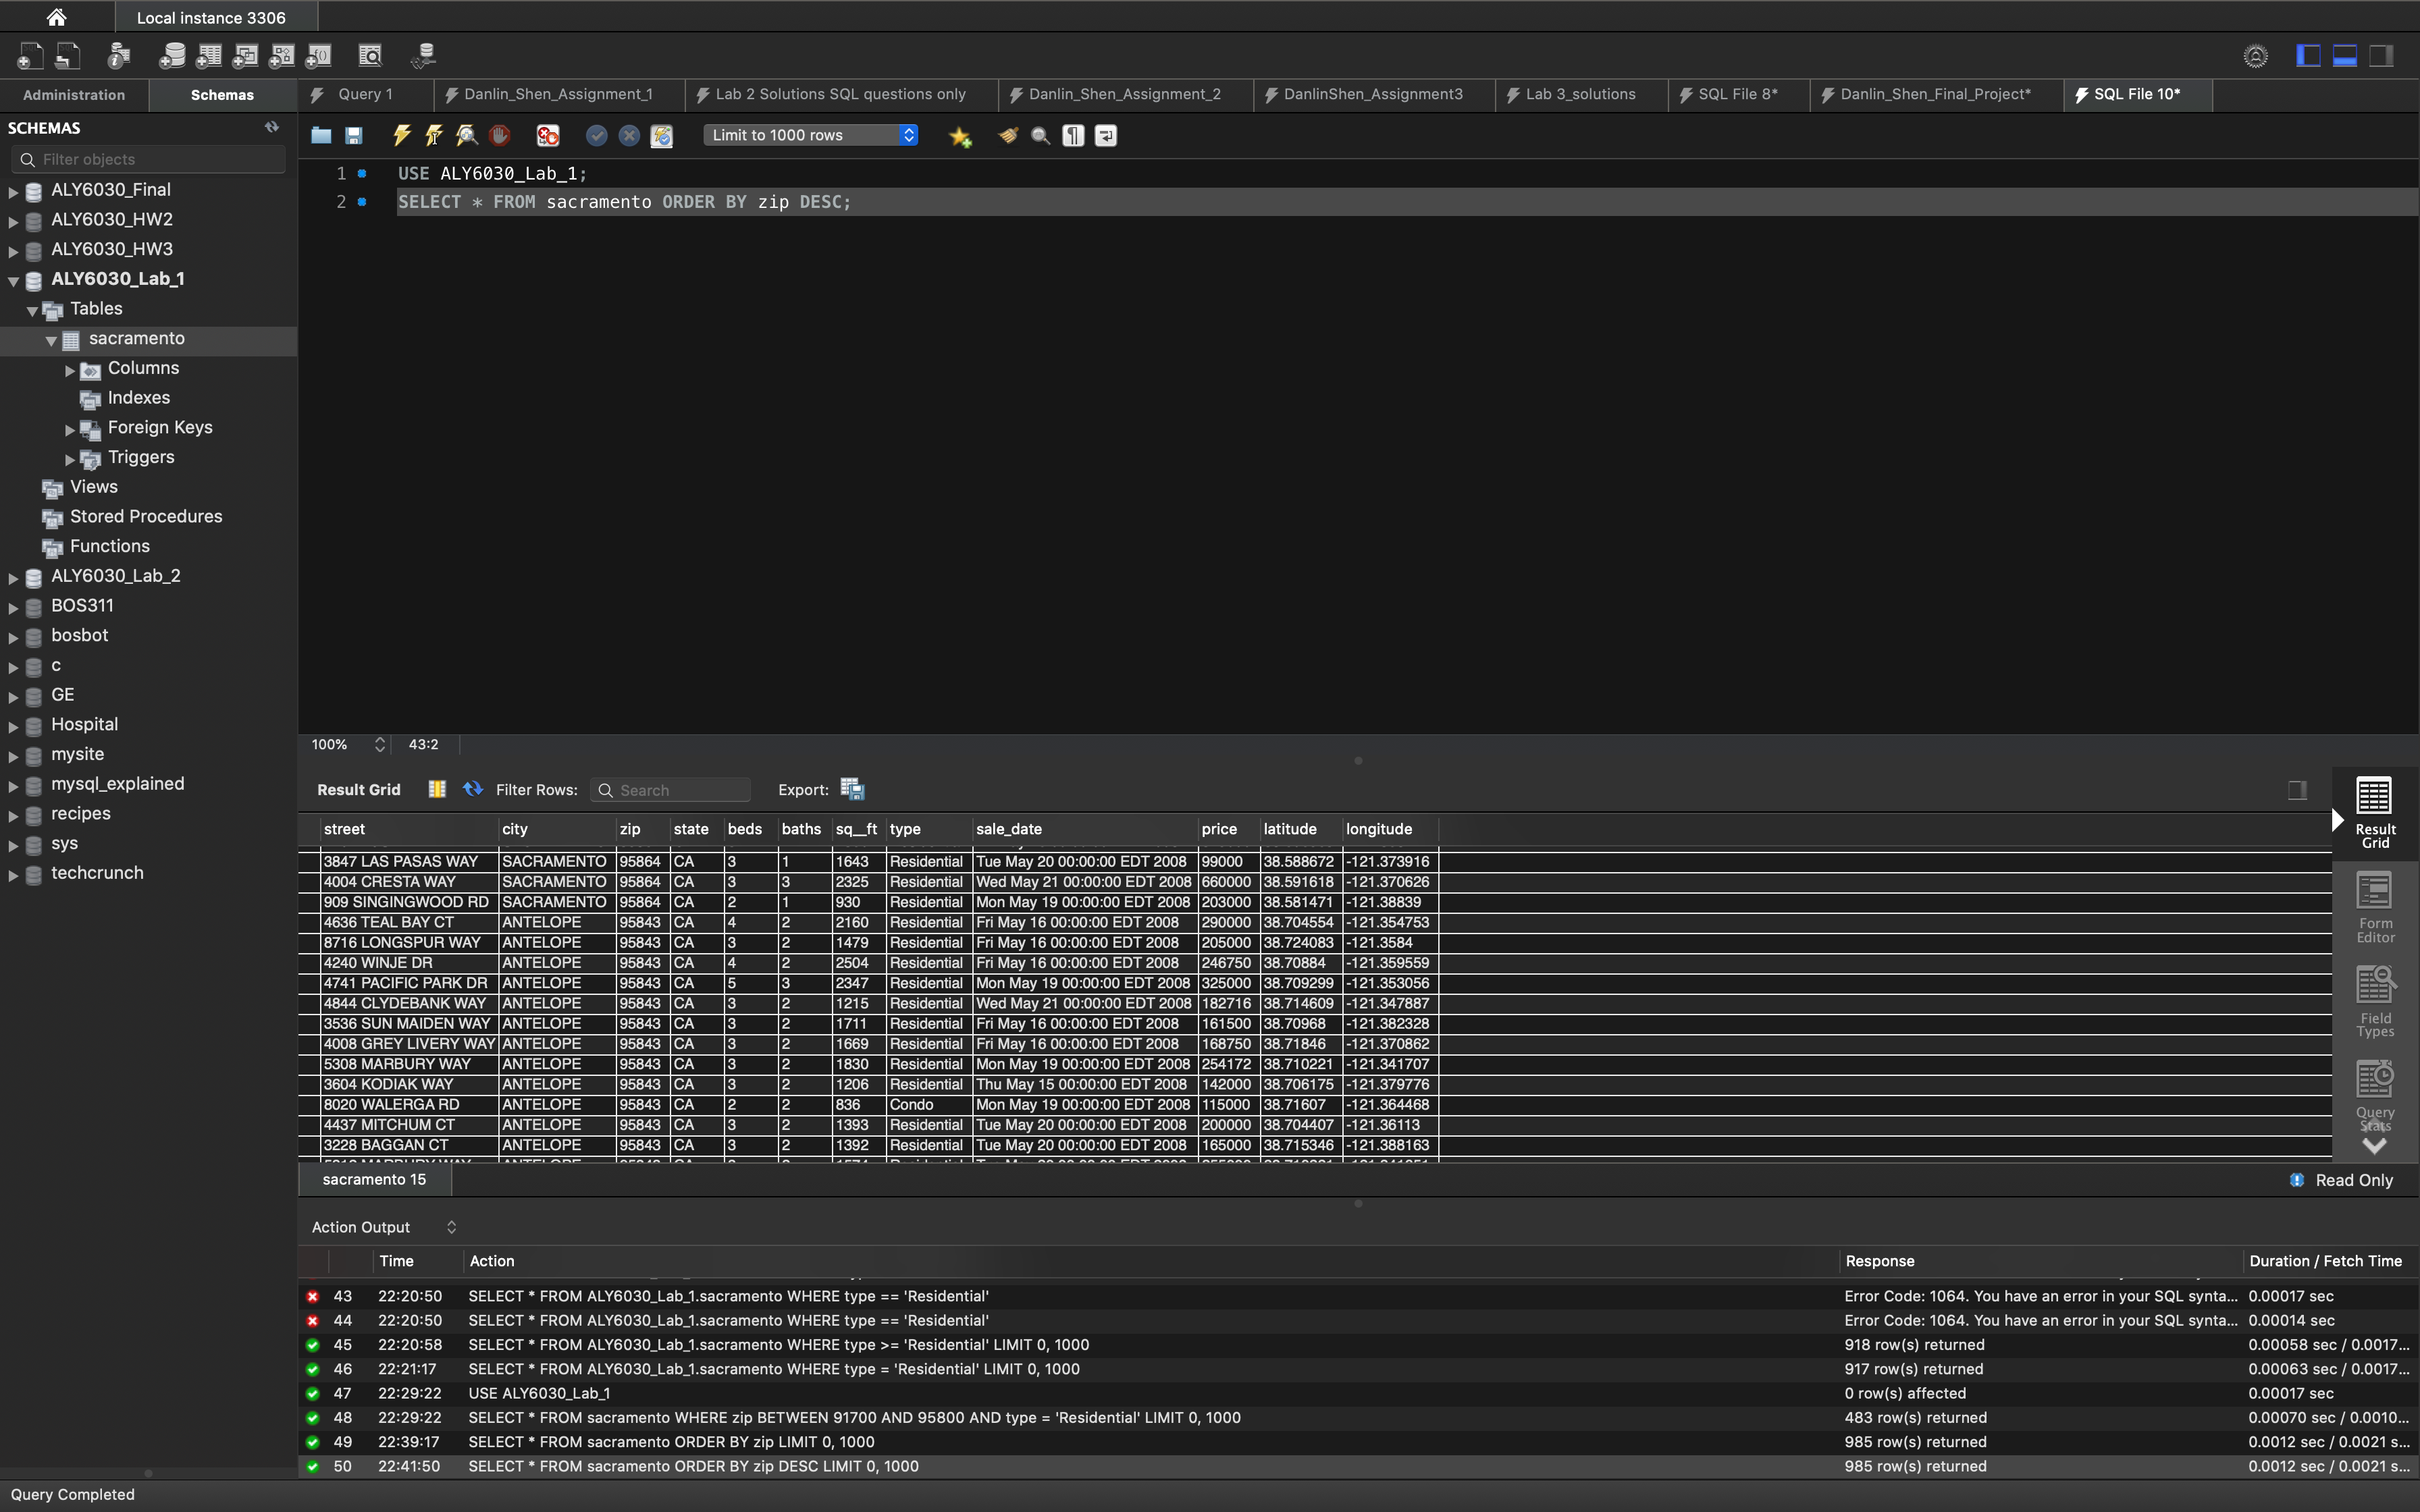 Local instance 3306
Administration Schemas Query 1 Danlin_Shen_Assignment_1 Lab 2 Solutions SQL questions only Danlin_Shen_Assignment_2 DanlinShen_Assignment3 Lab 3_solutions SQL File 8* Danlin_Shen_Final_Project* SQL File 10*
SCHEMAS
Filter objects
ALY6030_Final
ALY6030_HW2
ALY6030_HW3
ALY6030_Lab_1
Tables
sacramento
Columns
Indexes
Foreign Keys
Triggers
Views
Stored Procedures
Functions
ALY6030_Lab_2
BOS311
bosbot
c
GE
Hospital
mysite
mysql_explained
recipes
sys
techcrunch
Limit to 1000 rows
1 USE ALY6030_Lab_1;
2 SELECT * FROM sacramento ORDER BY zip DESC;
100% 43:2
Result Grid Filter Rows: Search Export:
street city zip state beds baths sq__ft type sale_date price latitude longitude
3847 LAS PASAS WAY SACRAMENTO 95864 CA 3 1 1643 Residential Tue May 20 00:00:00 EDT 2008 99000 38.588672 -121.373916
4004 CRESTA WAY SACRAMENTO 95864 CA 3 3 2325 Residential Wed May 21 00:00:00 EDT 2008 660000 38.591618 -121.370626
909 SINGINGWOOD RD SACRAMENTO 95864 CA 2 1 930 Residential Mon May 19 00:00:00 EDT 2008 203000 38.581471 -121.38839
4636 TEAL BAY CT ANTELOPE 95843 CA 4 2 2160 Residential Fri May 16 00:00:00 EDT 2008 290000 38.704554 -121.354753
8716 LONGSPUR WAY ANTELOPE 95843 CA 3 2 1479 Residential Fri May 16 00:00:00 EDT 2008 205000 38.724083 -121.3584
4240 WINJE DR ANTELOPE 95843 CA 4 2 2504 Residential Fri May 16 00:00:00 EDT 2008 246750 38.70884 -121.359559
4741 PACIFIC PARK DR ANTELOPE 95843 CA 5 3 2347 Residential Mon May 19 00:00:00 EDT 2008 325000 38.709299 -121.353056
4844 CLYDEBANK WAY ANTELOPE 95843 CA 3 2 1215 Residential Wed May 21 00:00:00 EDT 2008 182716 38.714609 -121.347887
3536 SUN MAIDEN WAY ANTELOPE 95843 CA 3 2 1711 Residential Fri May 16 00:00:00 EDT 2008 161500 38.70968 -121.382328
4008 GREY LIVERY WAY ANTELOPE 95843 CA 3 2 1669 Residential Fri May 16 00:00:00 EDT 2008 168750 38.71846 -121.370862
5308 MARBURY WAY ANTELOPE 95843 CA 3 2 1830 Residential Mon May 19 00:00:00 EDT 2008 254172 38.710221 -121.341707
3604 KODIAK WAY ANTELOPE 95843 CA 3 2 1206 Residential Thu May 15 00:00:00 EDT 2008 142000 38.706175 -121.379776
8020 WALERGA RD ANTELOPE 95843 CA 2 2 836 Condo Mon May 19 00:00:00 EDT 2008 115000 38.71607 -121.364468
4437 MITCHUM CT ANTELOPE 95843 CA 3 2 1393 Residential Tue May 20 00:00:00 EDT 2008 200000 38.704407 -121.36113
3228 BAGGAN CT ANTELOPE 95843 CA 3 2 1392 Residential Tue May 20 00:00:00 EDT 2008 165000 38.715346 -121.388163
Result Grid
Form Editor
Field Types
Query Stats
sacramento 15 Read Only
Action Output
Time Action Response Duration / Fetch Time
43 22:20:50 SELECT * FROM ALY6030_Lab_1.sacramento WHERE type == 'Residential' Error Code: 1064. You have an error in your SQL synta... 0.00017 sec
44 22:20:50 SELECT * FROM ALY6030_Lab_1.sacramento WHERE type == 'Residential' Error Code: 1064. You have an error in your SQL synta... 0.00014 sec
45 22:20:58 SELECT * FROM ALY6030_Lab_1.sacramento WHERE type >= 'Residential' LIMIT 0, 1000 918 row(s) returned 0.00058 sec / 0.0017...
46 22:21:17 SELECT * FROM ALY6030_Lab_1.sacramento WHERE type = 'Residential' LIMIT 0, 1000 917 row(s) returned 0.00063 sec / 0.0017...
47 22:29:22 USE ALY6030_Lab_1 0 row(s) affected 0.00017 sec
48 22:29:22 SELECT * FROM sacramento WHERE zip BETWEEN 91700 AND 95800 AND type = 'Residential' LIMIT 0, 1000 483 row(s) returned 0.00070 sec / 0.0010...
49 22:39:17 SELECT * FROM sacramento ORDER BY zip LIMIT 0, 1000 985 row(s) returned 0.0012 sec / 0.0021 s...
50 22:41:50 SELECT * FROM sacramento ORDER BY zip DESC LIMIT 0, 1000 985 row(s) returned 0.0012 sec / 0.0021 s...
Query Completed